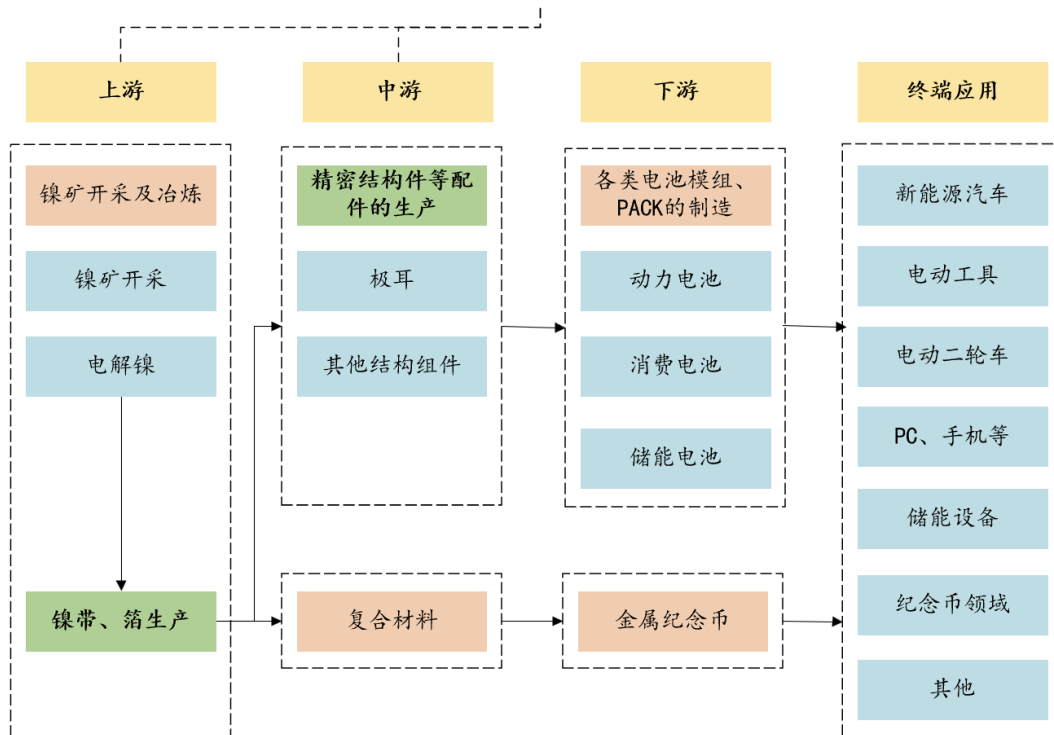 上游
中游
下游
终端应用
镍矿开采及冶炼
镍矿开采
电解镍
镍带、箔生产
精密结构件等配
件的生产
极耳
其他结构组件
复合材料
各类电池模组、
PACK的制造
动力电池
消费电池
储能电池
金属纪念币
新能源汽车
电动工具
电动二轮车
PC、手机等
储能设备
纪念币领域
其他